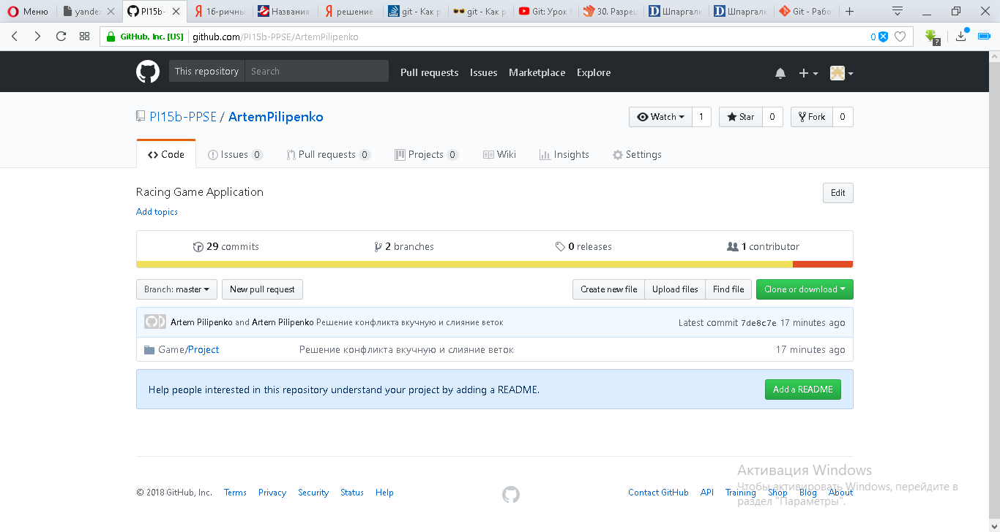 Меню yandex PI15b-P 16-ричны Названия решение git - Как р git - Как р Git: Урок 30. Разреш Шпаргалк Шпаргалк Git - Рабо
GitHub, Inc. [US] github.com/PI15b-PPSE/ArtemPilipenko 0
This repository Search Pull requests Issues Marketplace Explore
PI15b-PPSE / ArtemPilipenko Watch 1 Star 0 Fork 0
Code Issues 0 Pull requests 0 Projects 0 Wiki Insights Settings
Racing Game Application Edit
Add topics
29 commits 2 branches 0 releases 1 contributor
Branch: master New pull request Create new file Upload files Find file Clone or download
Artem Pilipenko and Artem Pilipenko Решение конфликта вкучную и слияние веток Latest commit 7de8c7e 17 minutes ago
Game/Project Решение конфликта вкучную и слияние веток 17 minutes ago
Help people interested in this repository understand your project by adding a README. Add a README
Активация Windows
Чтобы активировать Windows, перейдите в
раздел "Параметры".
© 2018 GitHub, Inc. Terms Privacy Security Status Help Contact GitHub API Training Shop Blog About